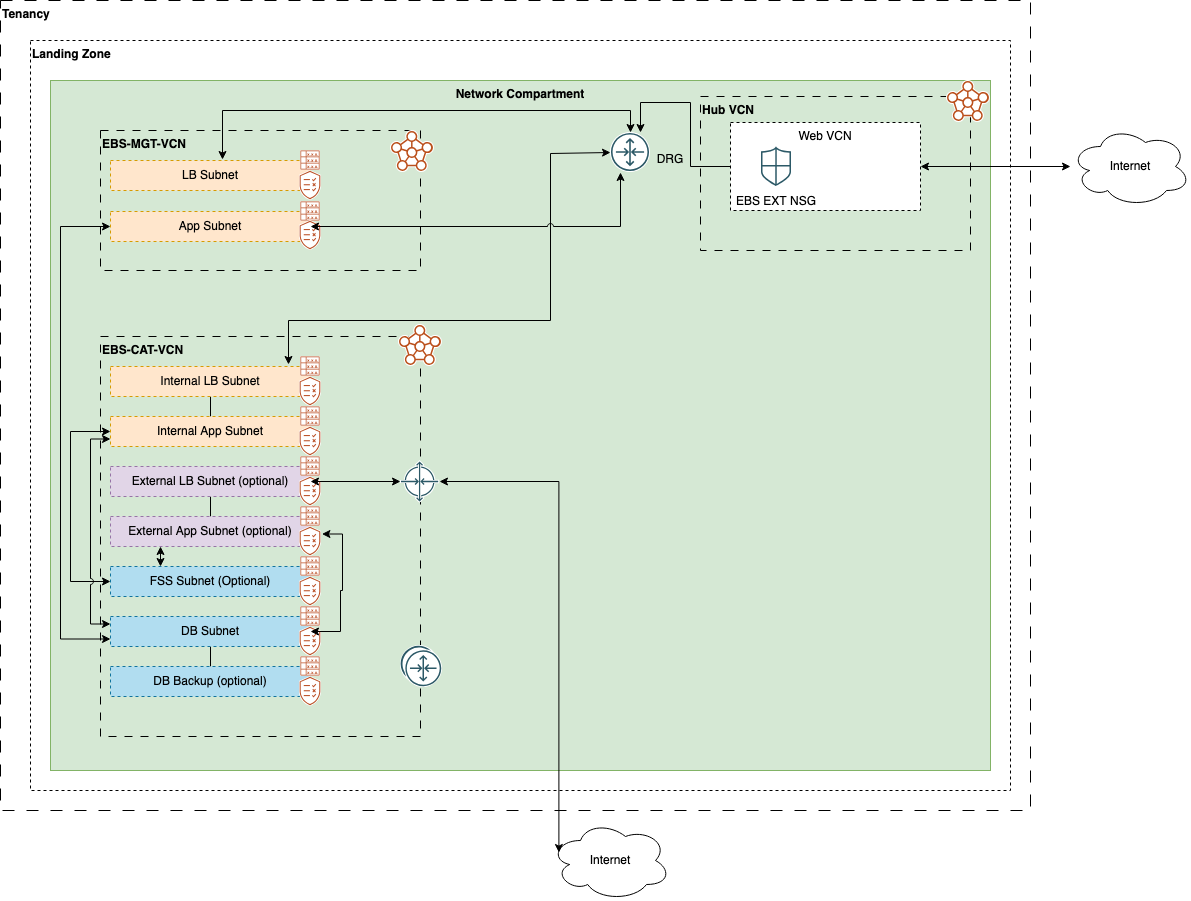 Tenancy
Landing Zone
Network Compartment
Hub VCN
Web VCN
EBS EXT NSG
DRG
Internet
EBS-MGT-VCN
LB Subnet
App Subnet
EBS-CAT-VCN
Internal LB Subnet
Internal App Subnet
External LB Subnet (optional)
External App Subnet (optional)
FSS Subnet (Optional)
DB Subnet
DB Backup (optional)
Internet